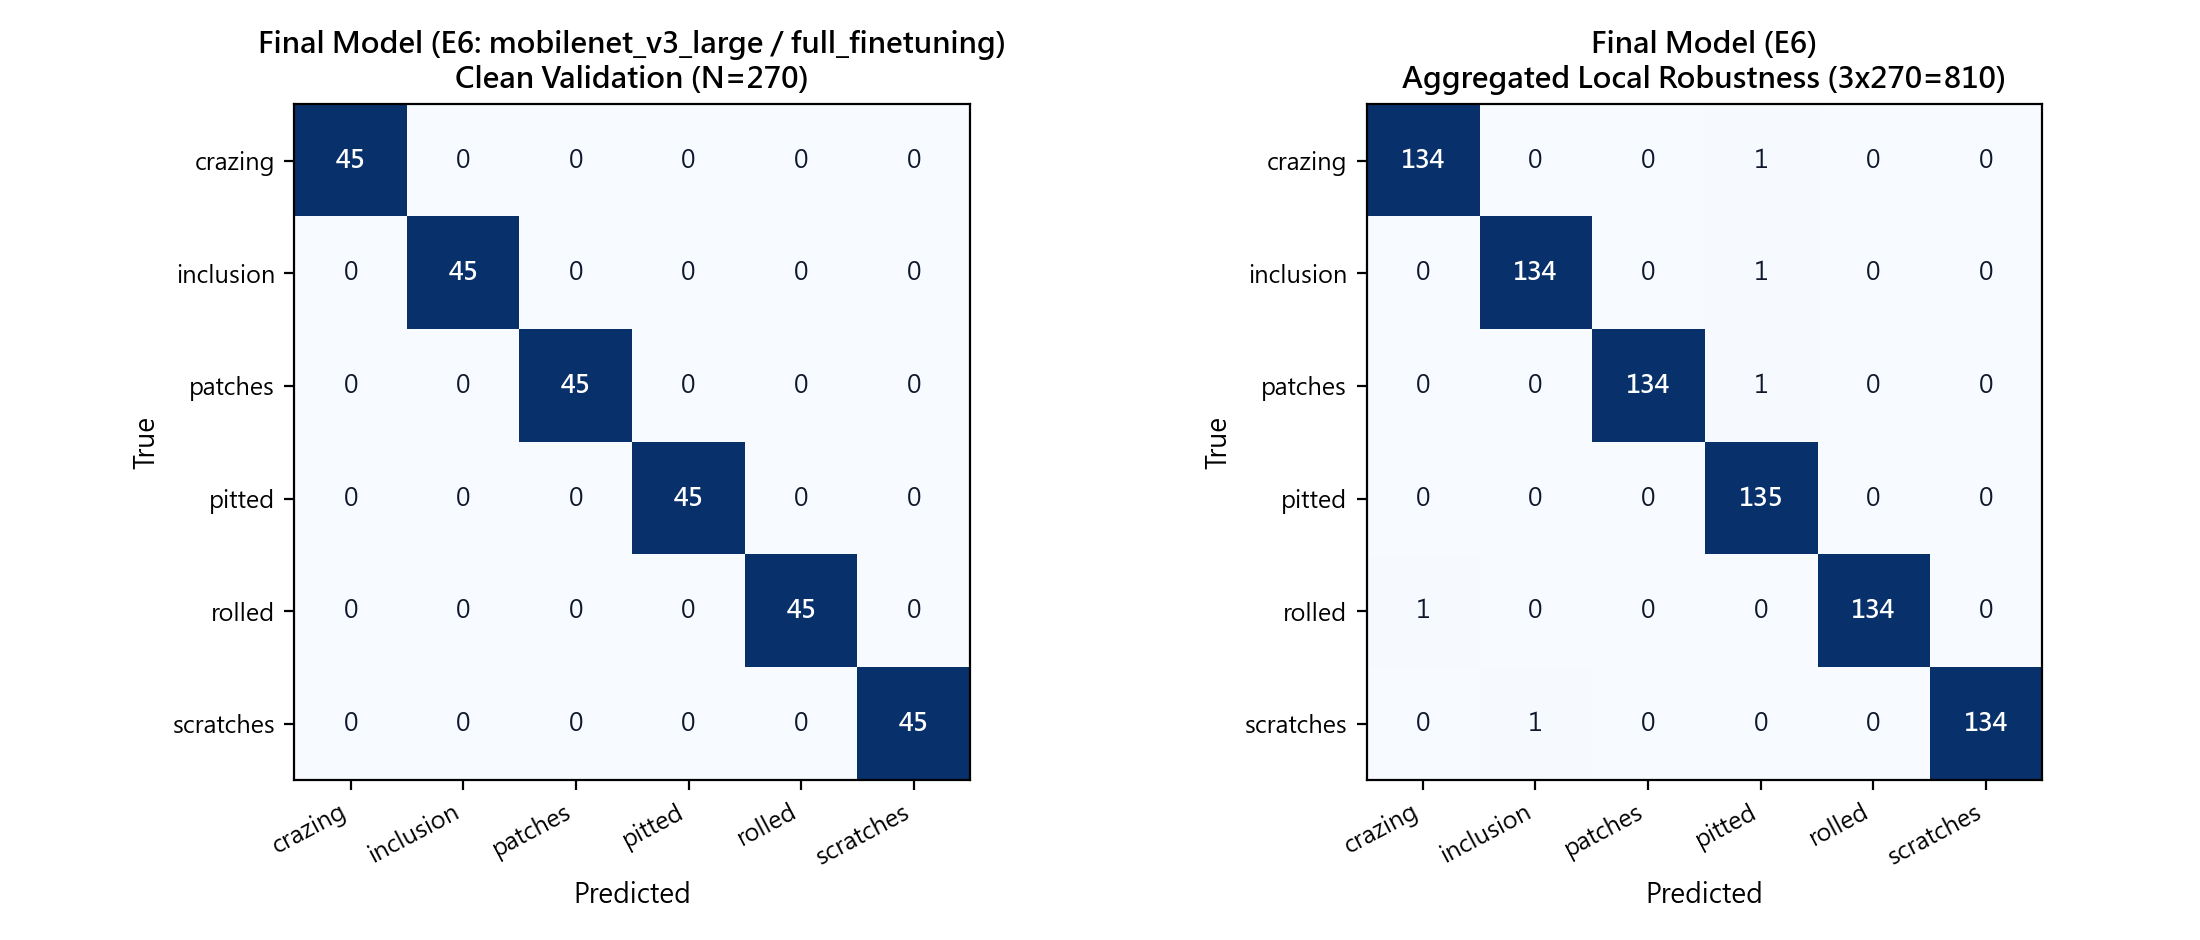 Final Model (E6: mobilenet_v3_large / full_finetuning)
Clean Validation (N=270)
crazing 45 0 0 0 0 0
inclusion 0 45 0 0 0 0
patches 0 0 45 0 0 0
pitted 0 0 0 45 0 0
rolled 0 0 0 0 45 0
scratches 0 0 0 0 0 45
True
crazing inclusion patches pitted rolled scratches
Predicted
Final Model (E6)
Aggregated Local Robustness (3x270=810)
crazing 134 0 0 1 0 0
inclusion 0 134 0 1 0 0
patches 0 0 134 1 0 0
pitted 0 0 0 135 0 0
rolled 1 0 0 0 134 0
scratches 0 1 0 0 0 134
True
crazing inclusion patches pitted rolled scratches
Predicted